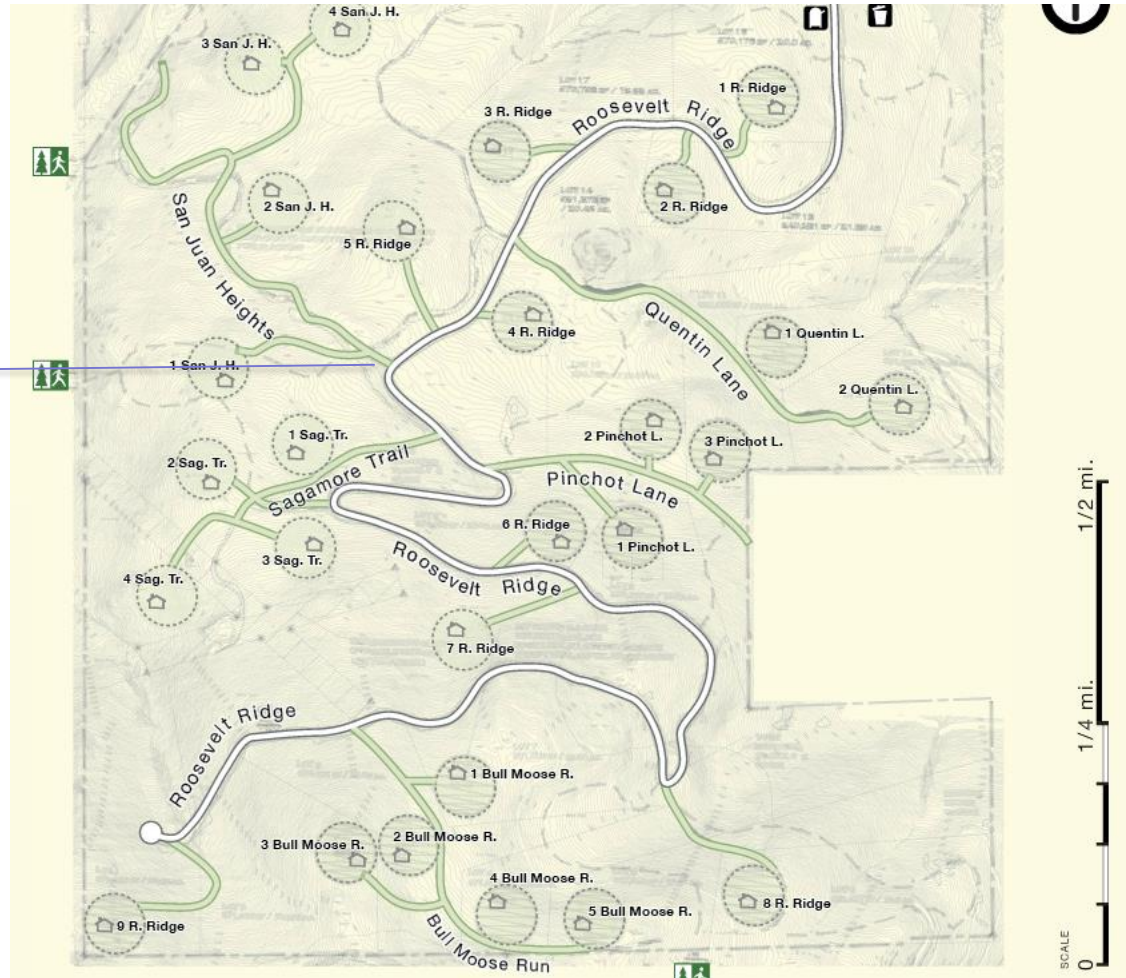 4 San J. H.
3 San J. H.
1 R. Ridge
3 R. Ridge
Roosevelt Ridge
2 San J. H.
2 R. Ridge
5 R. Ridge
San Juan Heights
4 R. Ridge
Quentin Lane
1 Quentin L.
1 San J. H.
2 Quentin L.
1 Sag. Tr.
2 Pinchot L.
3 Pinchot L.
2 Sag. Tr.
Sagamore Trail
Pinchot Lane
1/2 mi.
6 R. Ridge
1 Pinchot L.
3 Sag. Tr.
Roosevelt Ridge
4 Sag. Tr.
7 R. Ridge
Roosevelt Ridge
1/4 mi.
1 Bull Moose R.
2 Bull Moose R.
3 Bull Moose R.
4 Bull Moose R.
8 R. Ridge
5 Bull Moose R.
9 R. Ridge
Bull Moose Run
SCALE
0